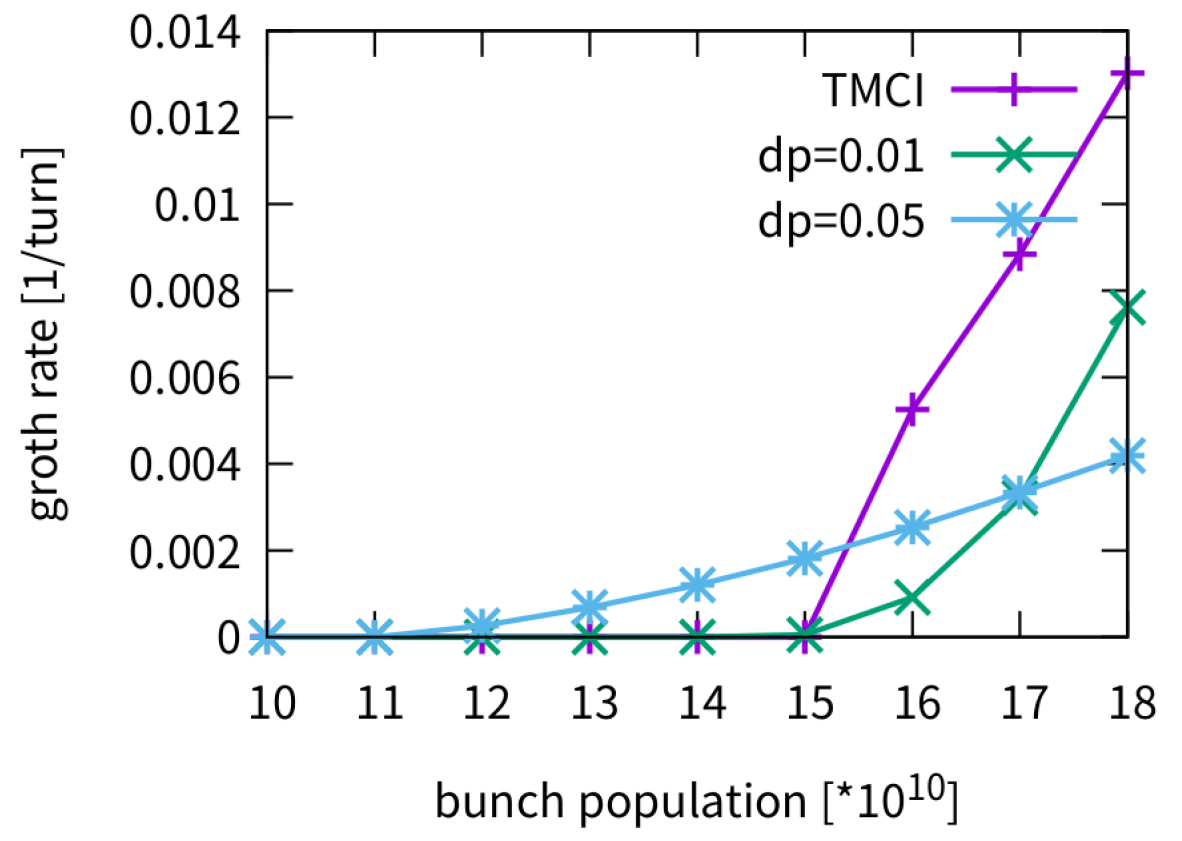 0.014
0.012
0.01
0.008
0.006
0.004
0.002
0
groth rate [1/turn]
TMCI
dp=0.01
dp=0.05
10 11 12 13 14 15 16 17 18
bunch population [*10¹⁰]